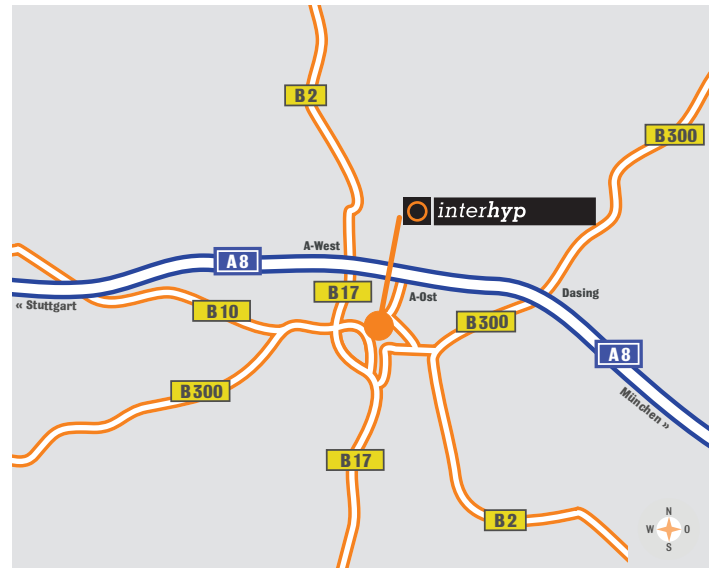 B2
B300
interhyp
A-West
A8
« Stuttgart
B17
A-Ost
Dasing
B10
B300
A8
B300
München »
B17
B2
N
W O
S